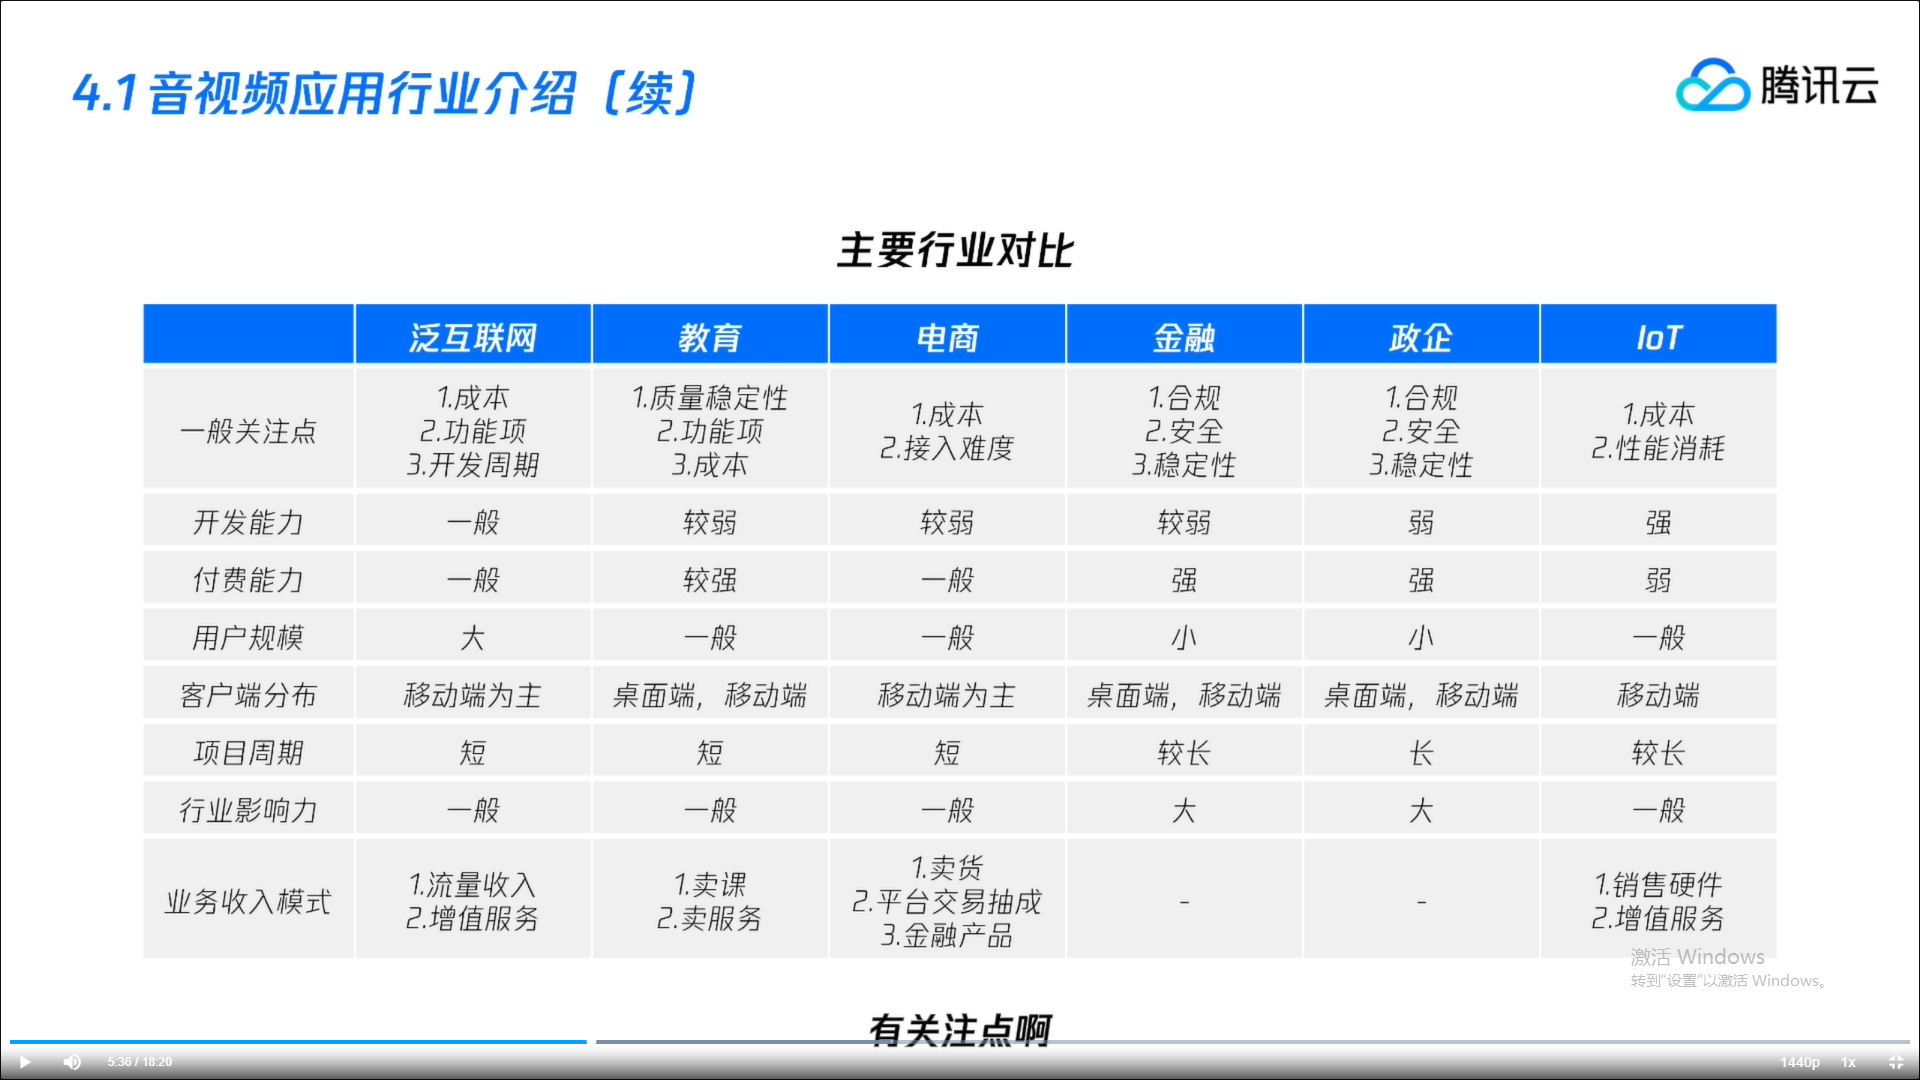 4.1 音视频应用行业介绍（续）
腾讯云
主要行业对比
泛互联网 教育 电商 金融 政企 IoT
一般关注点
1.成本
2.功能项
3.开发周期
1.质量稳定性
2.功能项
3.成本
1.成本
2.接入难度
1.合规
2.安全
3.稳定性
1.合规
2.安全
3.稳定性
1.成本
2.性能消耗
开发能力 一般 较弱 较弱 较弱 弱 强
付费能力 一般 较强 一般 强 强 弱
用户规模 大 一般 一般 小 小 一般
客户端分布 移动端为主 桌面端，移动端 移动端为主 桌面端，移动端 桌面端，移动端 移动端
项目周期 短 短 短 较长 长 较长
行业影响力 一般 一般 一般 大 大 一般
业务收入模式
1.流量收入
2.增值服务
1.卖课
2.卖服务
1.卖货
2.平台交易抽成
3.金融产品
-
-
1.销售硬件
2.增值服务
激活 Windows
转到“设置”以激活 Windows。
有关注点啊
5:36 / 18:20 1440p 1x